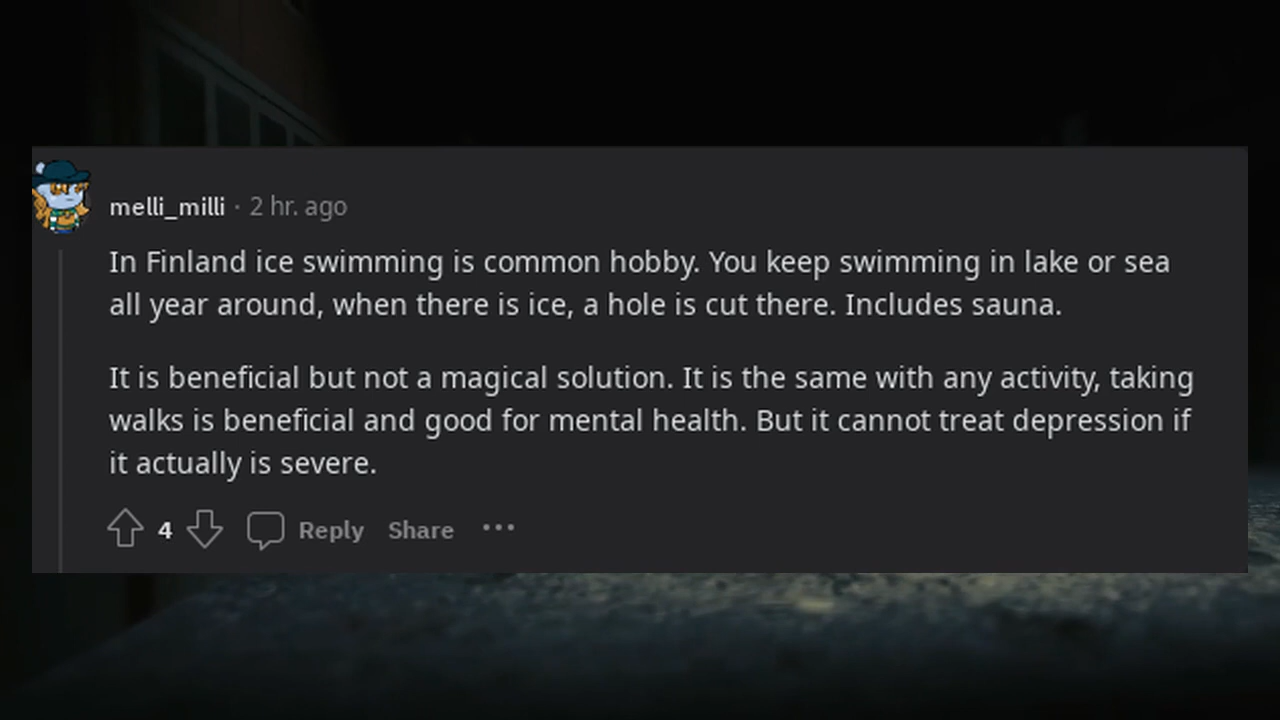 melli_milli · 2 hr. ago
In Finland ice swimming is common hobby. You keep swimming in lake or sea
all year around, when there is ice, a hole is cut there. Includes sauna.
It is beneficial but not a magical solution. It is the same with any activity, taking
walks is beneficial and good for mental health. But it cannot treat depression if
it actually is severe.
4 Reply Share ...